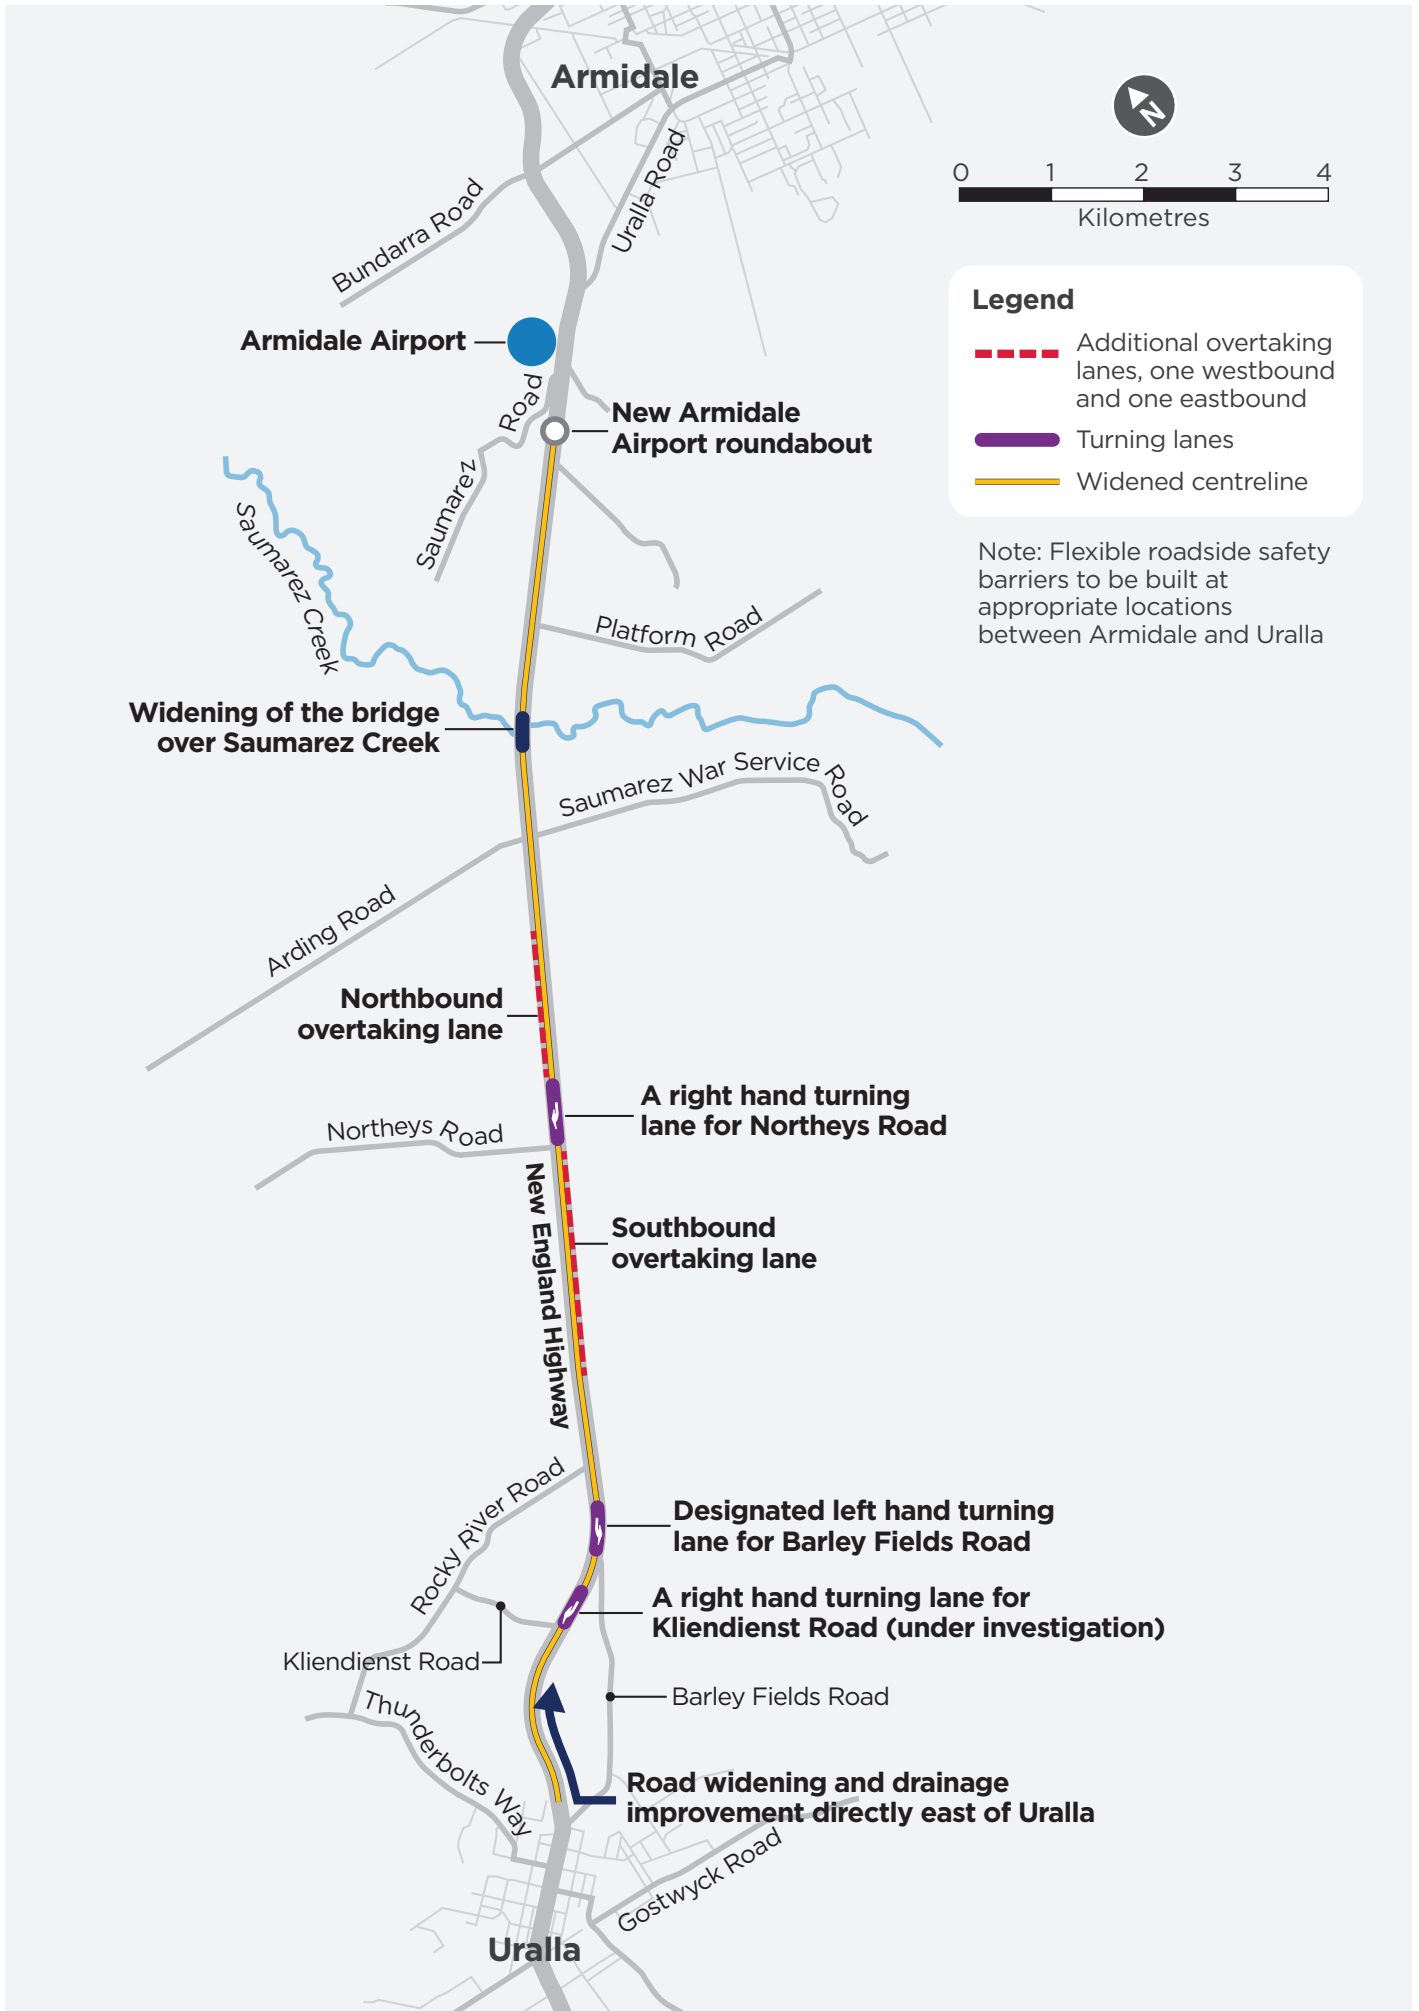 Armidale
N
0 1 2 3 4
Kilometres
Uralla Road
Bundarra Road
Legend
Additional overtaking
lanes, one westbound
and one eastbound
Turning lanes
Widened centreline
Note: Flexible roadside safety
barriers to be built at
appropriate locations
between Armidale and Uralla
Armidale Airport
Saumarez Road
New Armidale
Airport roundabout
Saumarez Creek
Platform Road
Widening of the bridge
over Saumarez Creek
Saumarez War Service Road
Arding Road
Northbound
overtaking lane
A right hand turning
lane for Northeys Road
Northeys Road
New England Highway
Southbound
overtaking lane
Rocky River Road
Designated left hand turning
lane for Barley Fields Road
A right hand turning lane for
Kliendienst Road (under investigation)
Kliendienst Road
Barley Fields Road
Thunderbolts Way
Road widening and drainage
improvement directly east of Uralla
Gostwyck Road
Uralla